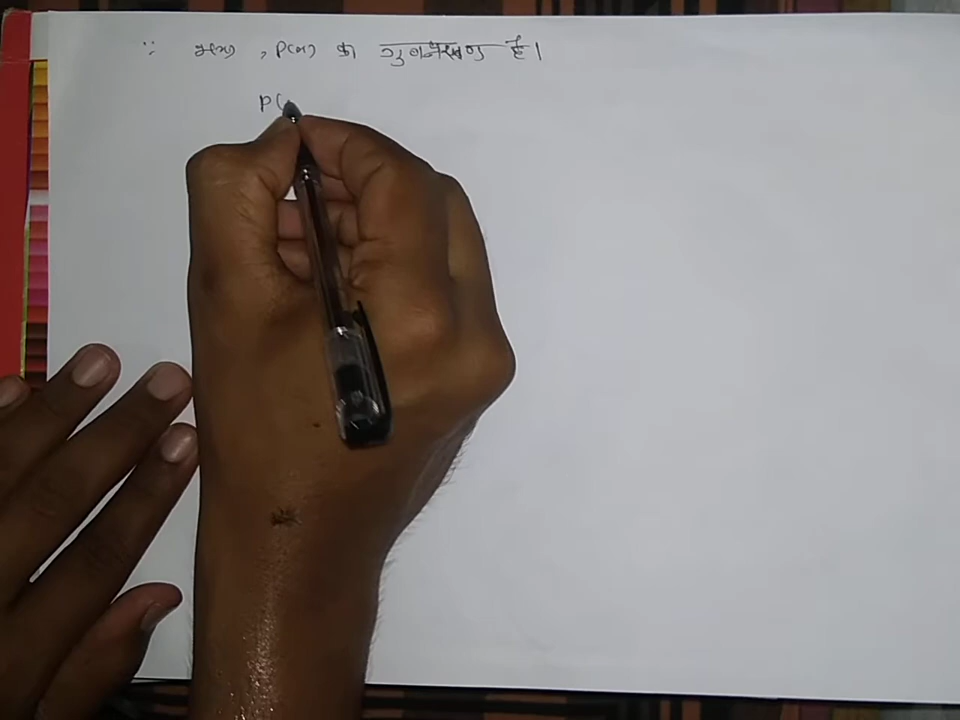 ∵ , P(x) का गुणनखण्ड है।
P(